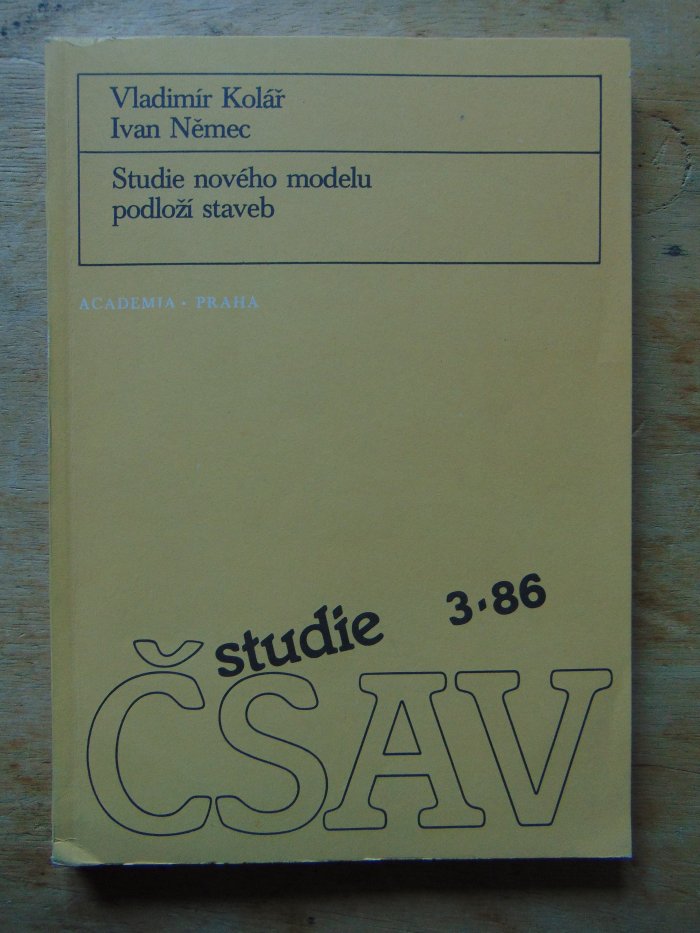 Vladimír Kolář
Ivan Němec
Studie nového modelu
podloží staveb
ACADEMIA · PRAHA
studie 3·86
ČSAV